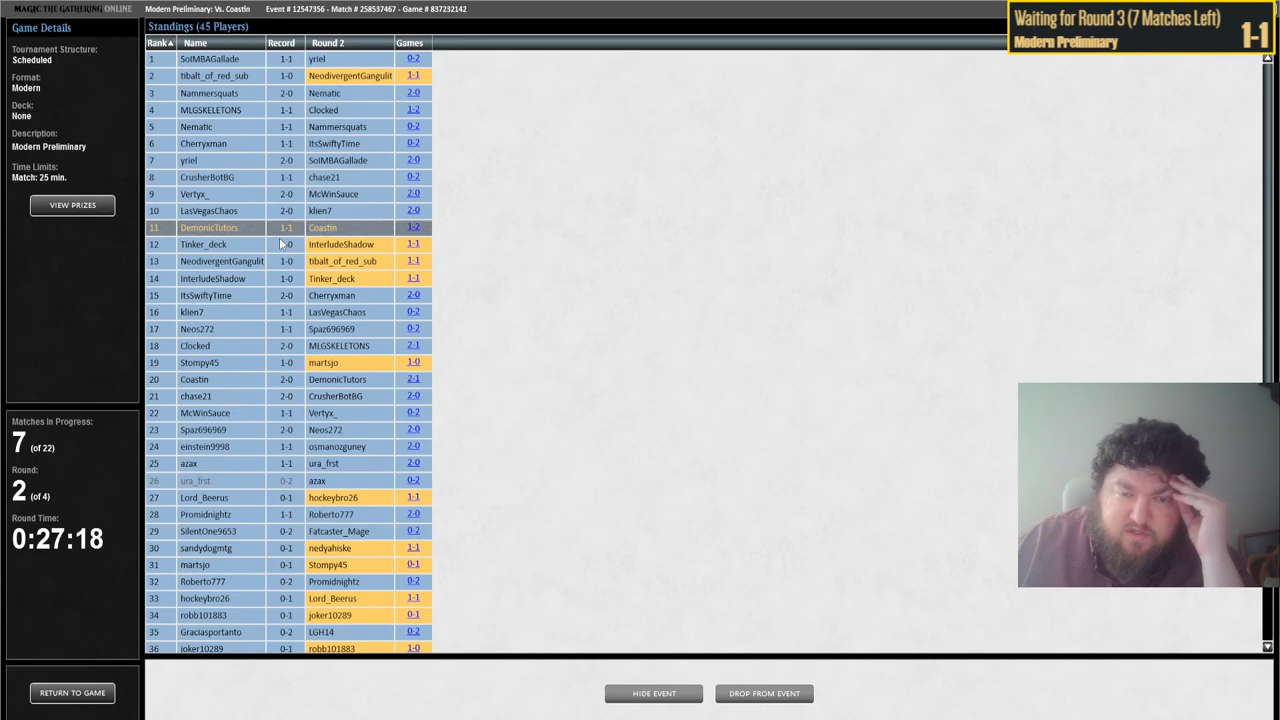 MAGIC THE GATHERING ONLINE Modern Preliminary: Vs. Coastin Event # 12547356 - Match # 258537467 - Game # 837232142
Waiting for Round 3 (7 Matches Left)
Modern Preliminary
1-1
Game Details
Tournament Structure:
Scheduled
Format:
Modern
Deck:
None
Description:
Modern Preliminary
Time Limits:
Match: 25 min.
VIEW PRIZES
Matches In Progress:
7 (of 22)
Round:
2 (of 4)
Round Time:
0:27:18
RETURN TO GAME
Standings (45 Players)
Rank Name Record Round 2 Games
1 SoIMBAGallade 1-1 yriel 0-2
2 tibalt_of_red_sub 1-0 NeodivergentGangulit 1-1
3 Nammersquats 2-0 Nematic 2-0
4 MLGSKELETONS 1-1 Clocked 1-2
5 Nematic 1-1 Nammersquats 0-2
6 Cherryxman 1-1 ItsSwiftyTime 0-2
7 yriel 2-0 SoIMBAGallade 2-0
8 CrusherBotBG 1-1 chase21 0-2
9 Vertyx_ 2-0 McWinSauce 2-0
10 LasVegasChaos 2-0 klien7 2-0
11 DemonicTutors 1-1 Coastin 1-2
12 Tinker_deck -0 InterludeShadow 1-1
13 NeodivergentGangulit 1-0 tibalt_of_red_sub 1-1
14 InterludeShadow 1-0 Tinker_deck 1-1
15 ItsSwiftyTime 2-0 Cherryxman 2-0
16 klien7 1-1 LasVegasChaos 0-2
17 Neos272 1-1 Spaz696969 0-2
18 Clocked 2-0 MLGSKELETONS 2-1
19 Stompy45 1-0 martsjo 1-0
20 Coastin 2-0 DemonicTutors 2-1
21 chase21 2-0 CrusherBotBG 2-0
22 McWinSauce 1-1 Vertyx_ 0-2
23 Spaz696969 2-0 Neos272 2-0
24 einstein9998 1-1 osmanozguney 2-0
25 azax 1-1 ura_frst 2-0
26 ura_frst 0-2 azax 0-2
27 Lord_Beerus 0-1 hockeybro26 1-1
28 Promidnightz 1-1 Roberto777 2-0
29 SilentOne9653 0-2 Fatcaster_Mage 0-2
30 sandydogmtg 0-1 nedyahiske 1-1
31 martsjo 0-1 Stompy45 0-1
32 Roberto777 0-2 Promidnightz 0-2
33 hockeybro26 0-1 Lord_Beerus 1-1
34 robb101883 0-1 joker10289 0-1
35 Graciasportanto 0-2 LGH14 0-2
36 joker10289 0-1 robb101883 1-0
HIDE EVENT DROP FROM EVENT